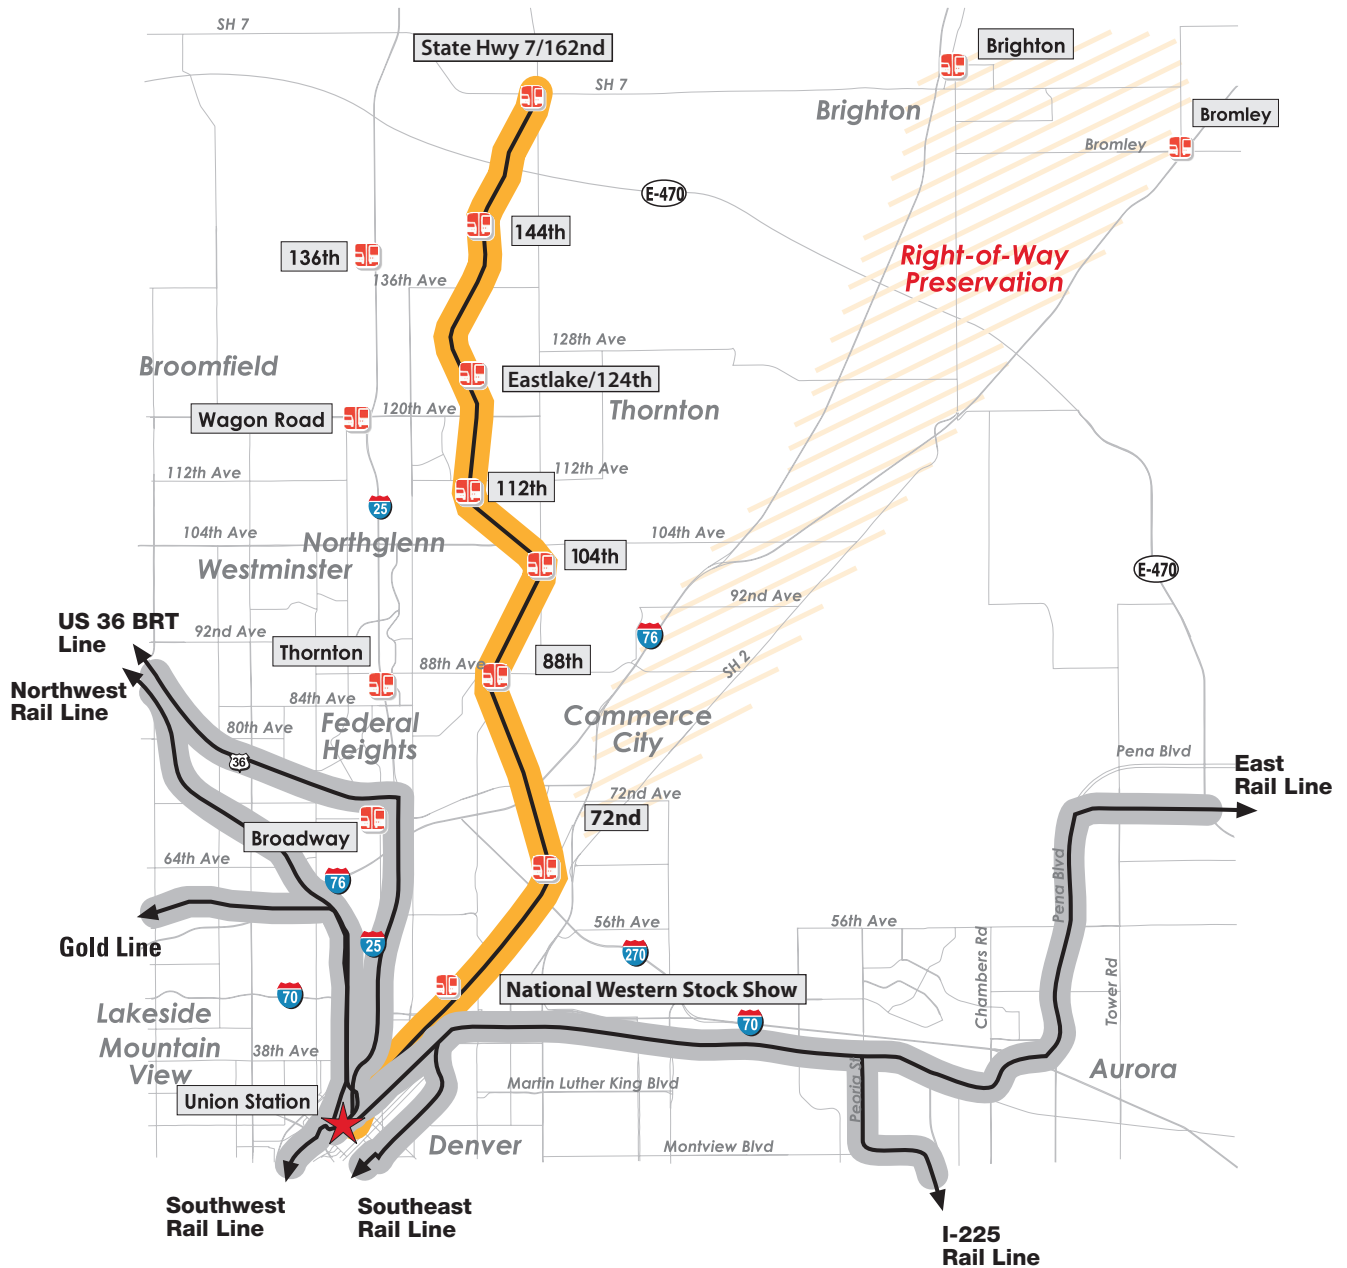 SH 7
State Hwy 7/162nd
SH 7
Brighton
Brighton
Bromley
Bromley
E-470
144th
136th
136th Ave
Right-of-Way
Preservation
128th Ave
Broomfield
Eastlake/124th
Thornton
Wagon Road
120th Ave
112th Ave
112th Ave
112th
25
104th Ave
Northglenn
104th Ave
104th
Westminster
E-470
US 36 BRT
Line
92nd Ave
92nd Ave
76
Thornton
88th Ave
88th
SH 2
Northwest
Rail Line
84th Ave
Federal
Heights
80th Ave
Commerce
City
36
Pena Blvd
East
Rail Line
72nd Ave
72nd
Broadway
64th Ave
76
Pena Blvd
Gold Line
25
56th Ave
56th Ave
270
Chambers Rd
Tower Rd
National Western Stock Show
70
70
Lakeside
Mountain
View
38th Ave
Aurora
Union Station
Martin Luther King Blvd
Peoria St
Denver
Montview Blvd
Southwest
Rail Line
Southeast
Rail Line
I-225
Rail Line